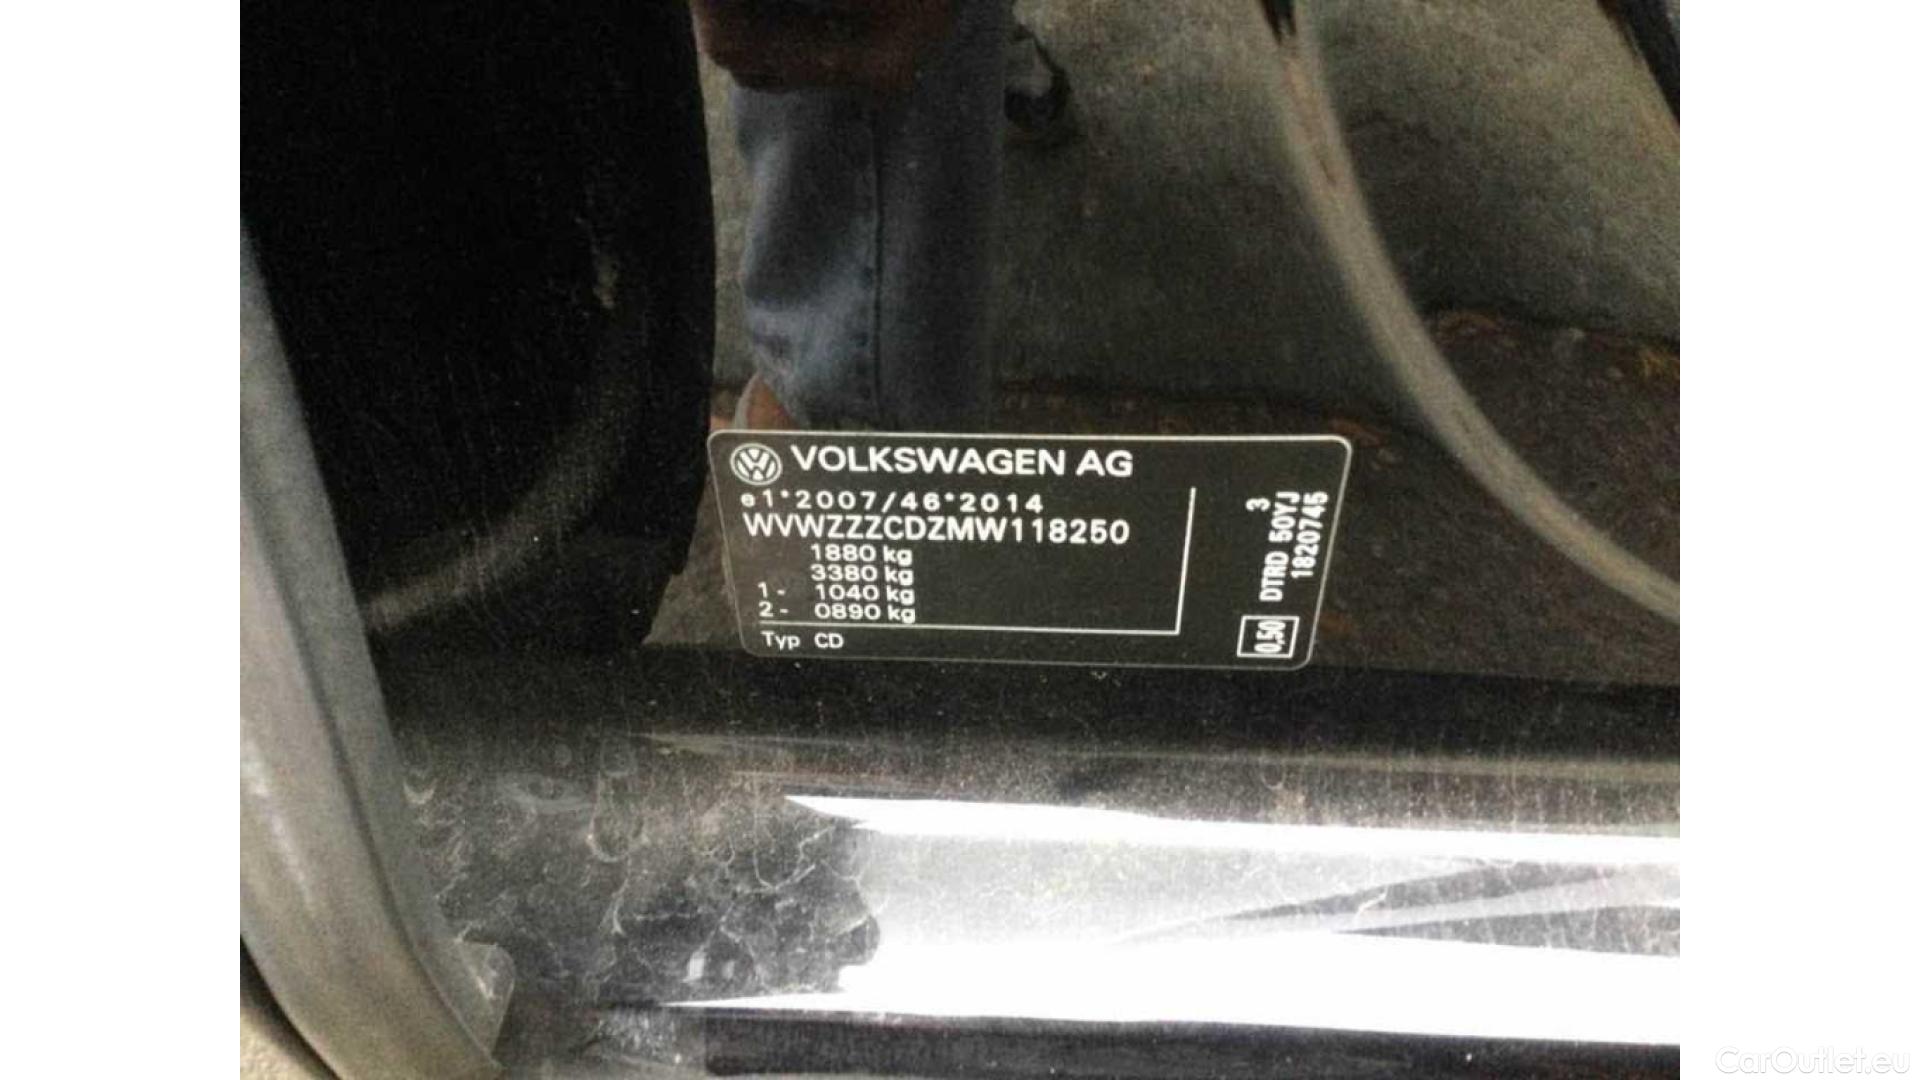 VOLKSWAGEN AG
e1*2007/46*2014
WVWZZZCDZMW118250
1880 kg
3380 kg
1- 1040 kg
2- 0890 kg
Typ CD
3
DTRD 50YJ
1820745
0,50
CarOutlet.eu